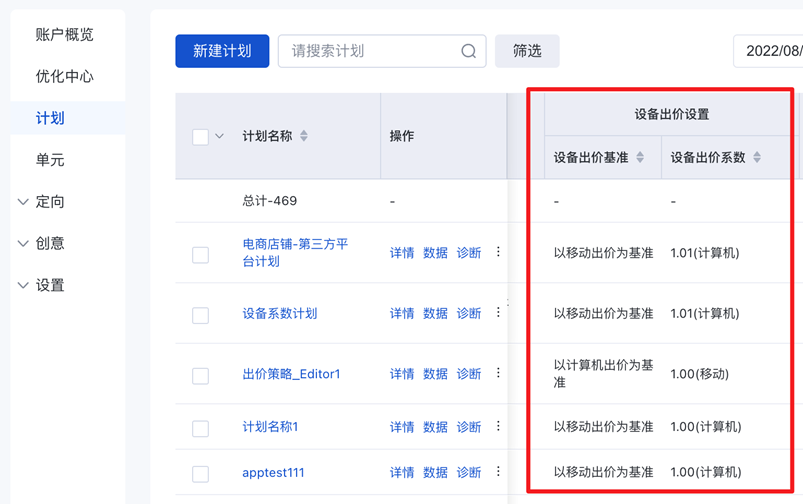 账户概览
优化中心
计划
单元
定向
创意
设置
新建计划
请搜索计划
筛选
2022/08/
计划名称
操作
设备出价设置
设备出价基准
设备出价系数
总计-469
-
-
-
电商店铺-第三方平
台计划
详情 数据 诊断
以移动出价为基准
1.01(计算机)
设备系数计划
详情 数据 诊断
以移动出价为基准
1.01(计算机)
出价策略_Editor1
详情 数据 诊断
以计算机出价为基
准
1.00(移动)
计划名称1
详情 数据 诊断
以移动出价为基准
1.00(计算机)
apptest111
详情 数据 诊断
以移动出价为基准
1.00(计算机)